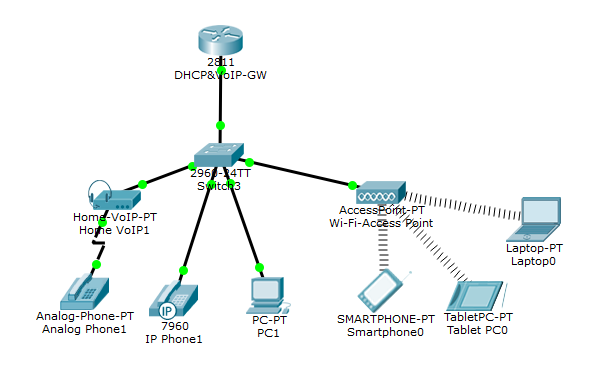 2811
DHCP&VoIP-GW
2960-24TT
Switch3
Home-VoIP-PT
Home VoIP1
AccessPoint-PT
Wi-Fi-Access Point
Laptop-PT
Laptop0
Analog-Phone-PT
Analog Phone1
IP
7960
IP Phone1
PC-PT
PC1
SMARTPHONE-PT
Smartphone0
TabletPC-PT
Tablet PC0